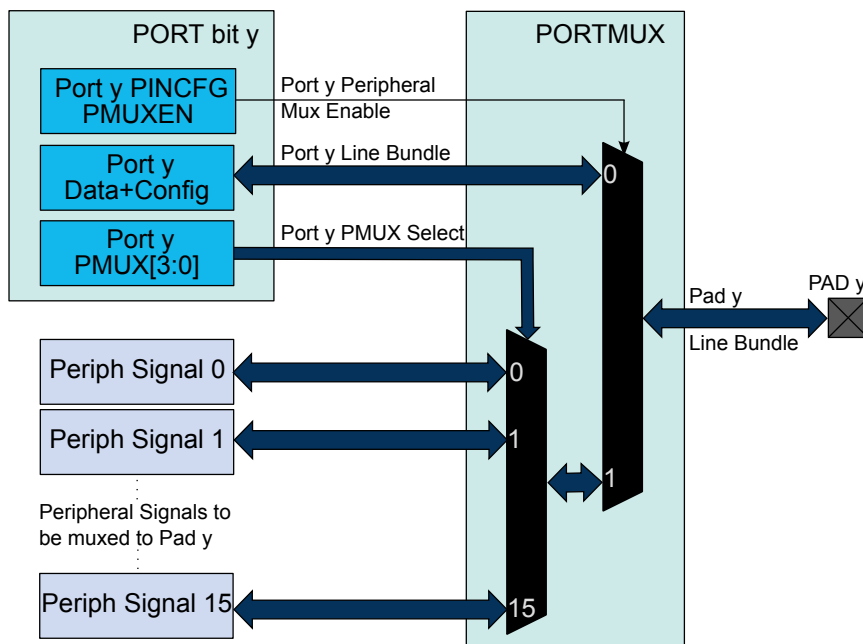 PORT bit y
PORTMUX
Port y PINCFG
PMUXEN
Port y Peripheral
Mux Enable
Port y
Data+Config
Port y Line Bundle
0
Port y
PMUX[3:0]
Port y PMUX Select
Pad y
Line Bundle
PAD y
Periph Signal 0
0
Periph Signal 1
1
1
Peripheral Signals to
be muxed to Pad y
Periph Signal 15
15